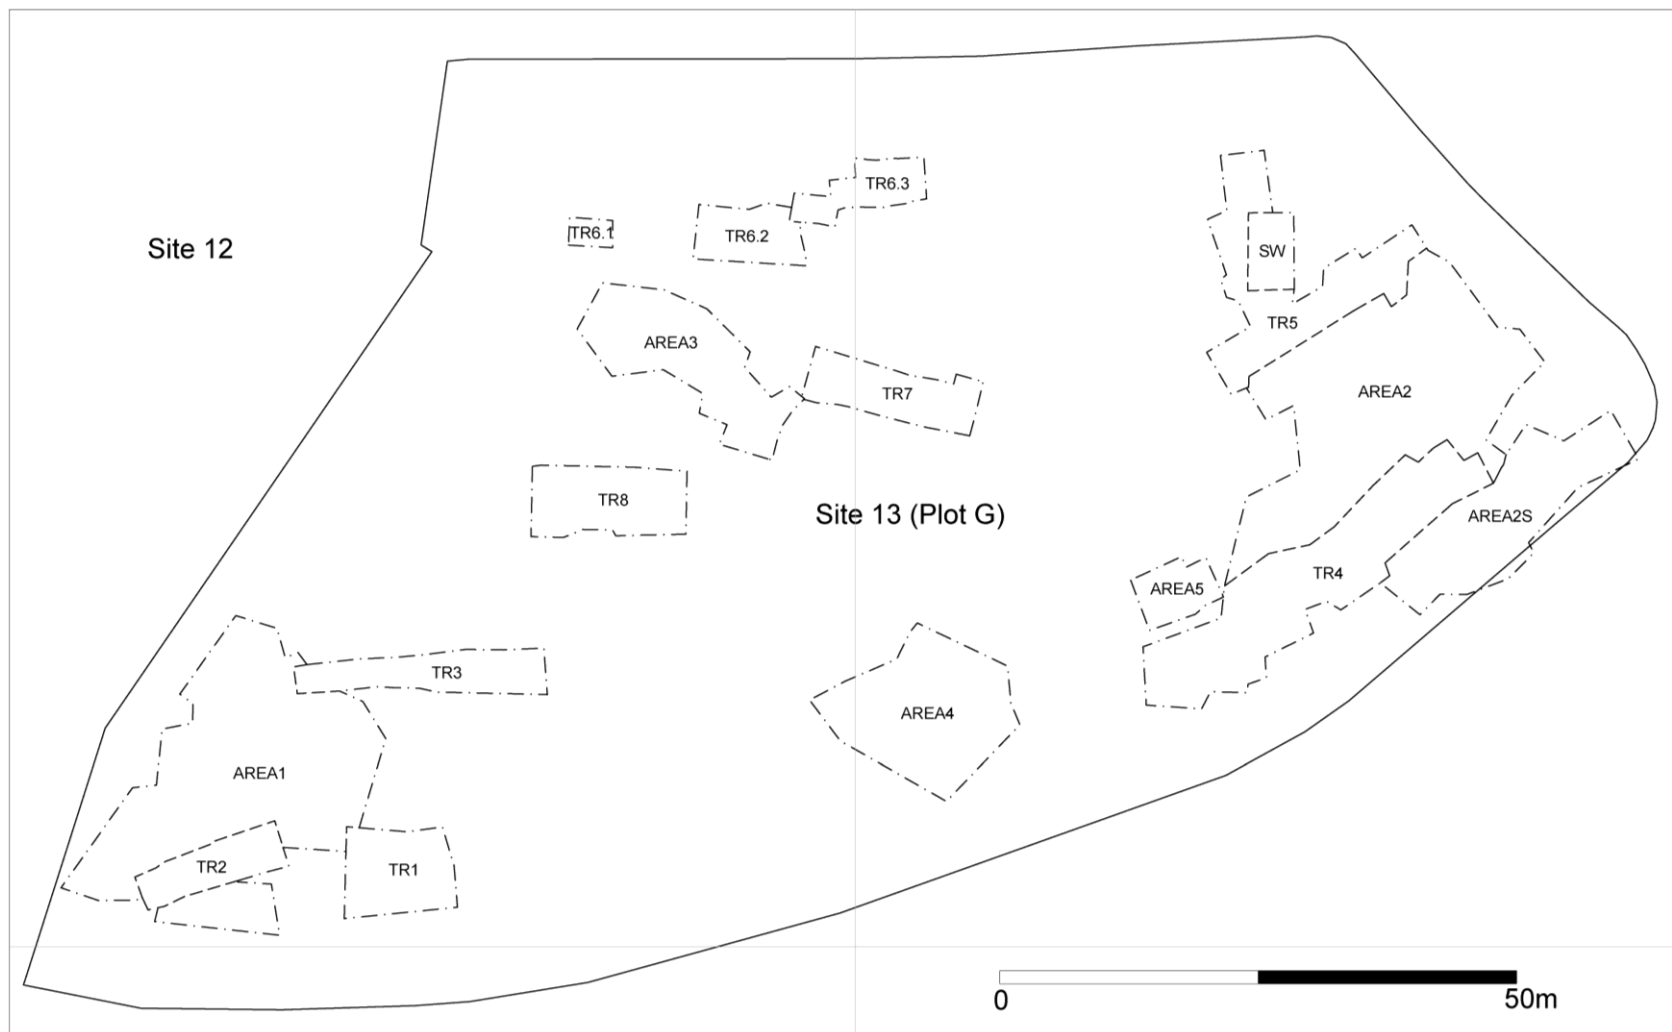 TR6.3
TR6.1
TR6.2
Site 12
SW
TR5
AREA3
TR7
AREA2
TR8
Site 13 (Plot G)
AREA2S
TR4
AREA5
TR3
AREA4
AREA1
TR2
TR1
0
50m